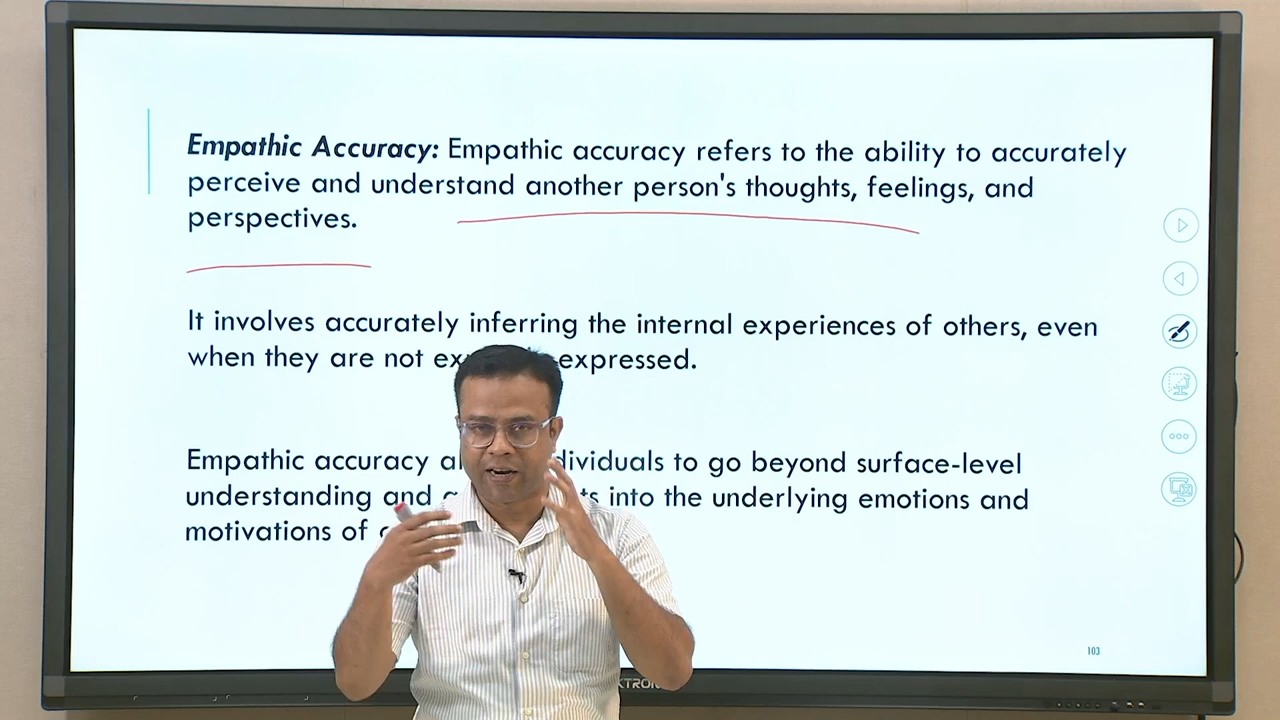 Empathic Accuracy: Empathic accuracy refers to the ability to accurately
perceive and understand another person's thoughts, feelings, and
perspectives.
It involves accurately inferring the internal experiences of others, even
when they are not expressed.
Empathic accuracy individuals to go beyond surface-level
understanding and into the underlying emotions and
motivations of
103